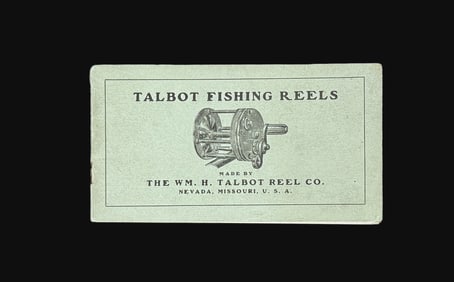 TALBOT FISHING REELS
MADE BY
THE WM. H. TALBOT REEL CO.
NEVADA, MISSOURI, U. S. A.